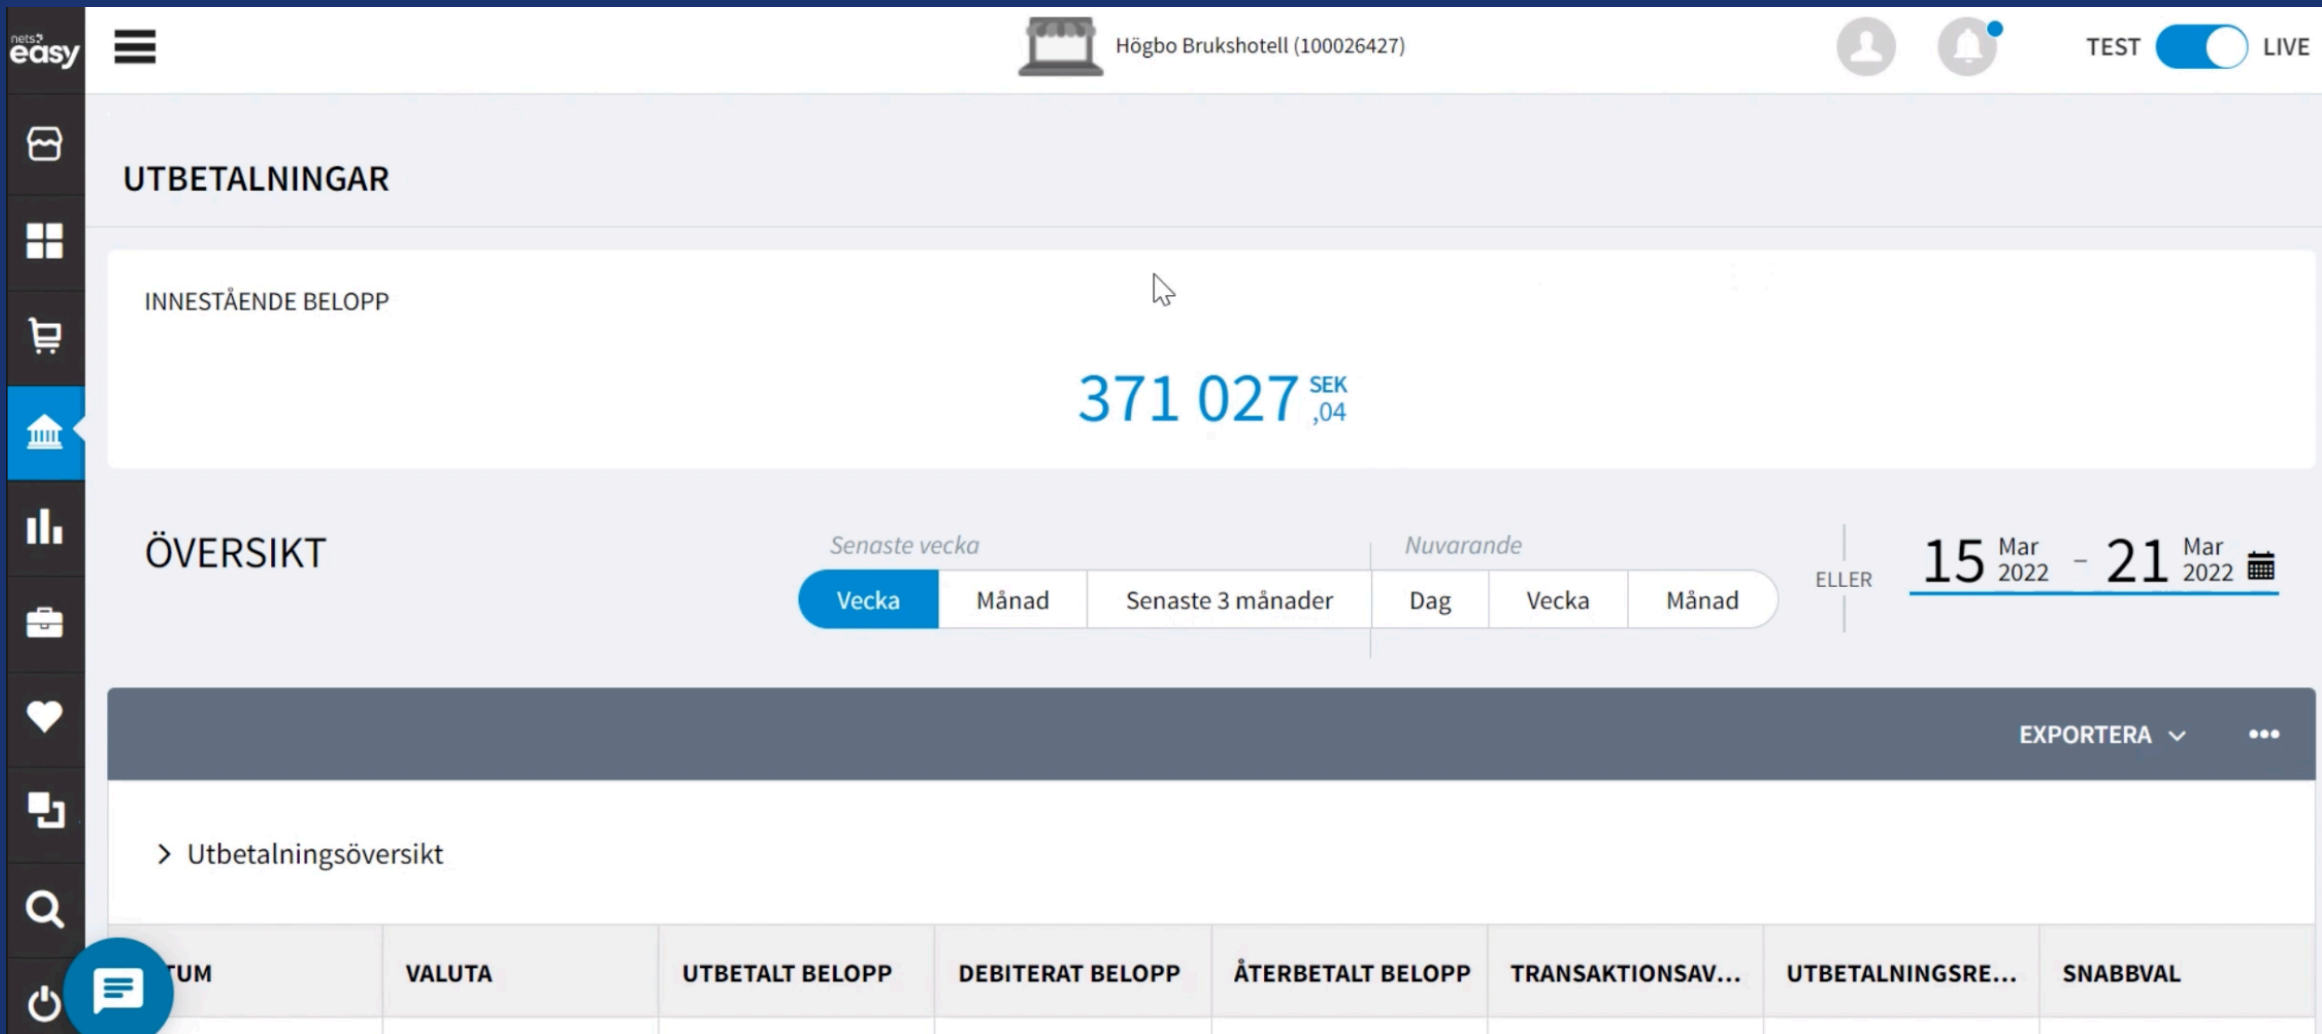 nets
easy
Högbo Brukshotell (100026427)
TEST
LIVE
UTBETALNINGAR
INNESTÅENDE BELOPP
371 027 SEK ,04
ÖVERSIKT
Senaste vecka
Nuvarande
Vecka
Månad
Senaste 3 månader
Dag
Vecka
Månad
ELLER
15 Mar 2022 - 21 Mar 2022
EXPORTERA
Utbetalningsöversikt
TUM
VALUTA
UTBETALT BELOPP
DEBITERAT BELOPP
ÅTERBETALT BELOPP
TRANSAKTIONSAV...
UTBETALNINGSRE...
SNABBVAL